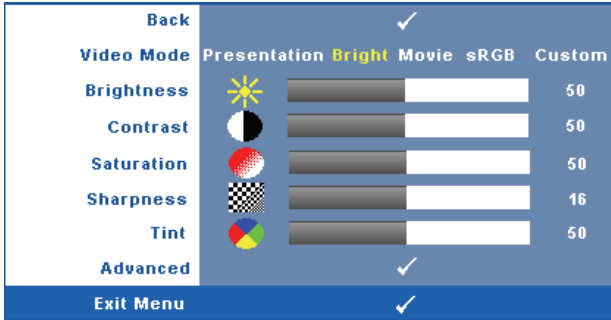 Back
Video Mode Presentation Bright Movie sRGB Custom
Brightness 50
Contrast 50
Saturation 50
Sharpness 16
Tint 50
Advanced
Exit Menu